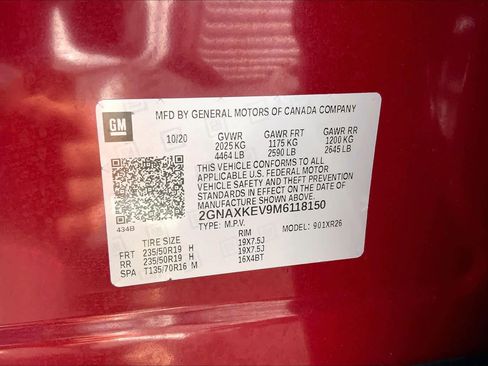 MFD BY GENERAL MOTORS OF CANADA COMPANY
GM
10/20 GVWR GAWR FRT GAWR RR
2025 KG 1175 KG 1200 KG
4464 LB 2590 LB 2645 LB
THIS VEHICLE CONFORMS TO ALL
APPLICABLE U.S. FEDERAL MOTOR
VEHICLE SAFETY AND THEFT PREVENTION
STANDARDS IN EFFECT ON THE DATE OF
MANUFACTURE SHOWN ABOVE.
2GNAXKEV9M6118150
434B
TYPE: M.P.V. MODEL: 901XR26
TIRE SIZE RIM
FRT 235/50R19 H 19X7.5J
RR 235/50R19 H 19X7.5J
SPA T135/70R16 M 16X4BT